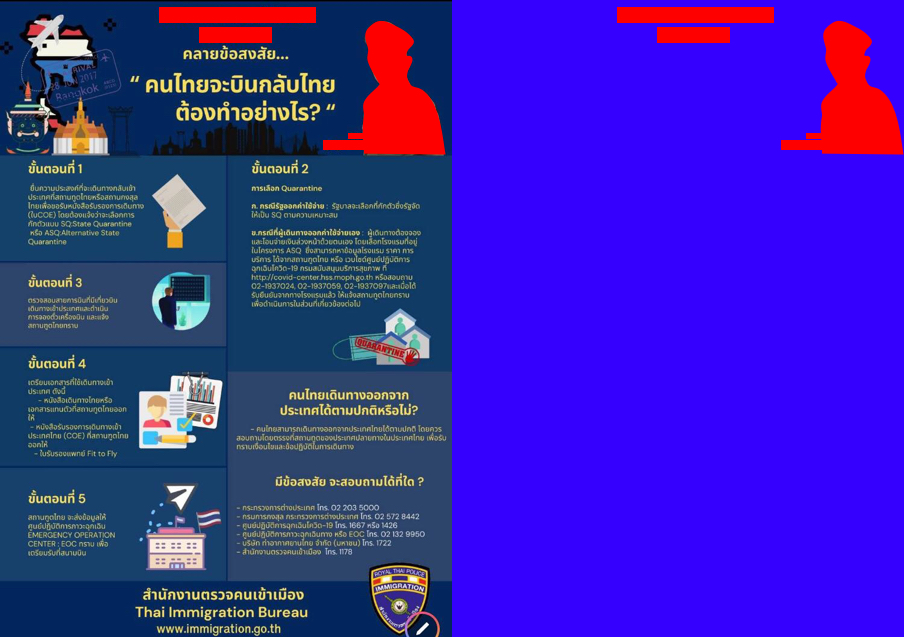 คลายข้อสงสัย...
“ คนไทยจะบินกลับไทย
ต้องทำอย่างไร? “
ARRIVAL
2017
Bangkok
ขั้นตอนที่ 1
ยื่นความประสงค์ที่จะเดินทางกลับเข้า
ประเทศที่สถานทูตไทยหรือสถานกงสุล
ไทยเพื่อขอรับหนังสือรับรองการเดินทาง
(ใบCOE) โดยต้องแจ้งว่าจะเลือกการ
กักตัวแบบ SQ:State Quarantine
หรือ ASQ:Alternative State
Quarantine
ขั้นตอนที่ 2
การเลือก Quarantine
ก. กรณีรัฐออกค่าใช้จ่าย : รัฐบาลจะเลือกที่กักตัวซึ่งรัฐจัด
ให้เป็น SQ ตามความเหมาะสม
ข.กรณีที่ผู้เดินทางออกค่าใช้จ่ายเอง : ผู้เดินทางต้องจอง
และโอนจ่ายเงินล่วงหน้าด้วยตนเอง โดยเลือกโรงแรมที่อยู่
ในโครงการ ASQ ซึ่งสามารถหาข้อมูลโรงแรม ราคา การ
บริการ ได้จากสถานทูตไทย หรือ เวบไซต์ศูนย์ปฏิบัติการ
ฉุกเฉินโควิด-19 กรมสนับสนุนบริการสุขภาพ ที่
http://covid-center.hss.moph.go.th หรือสอบถาม
02-1937024, 02-1937059, 02-1937097และเมื่อได้
รับยืนยันจากทางโรงแรมแล้ว ให้แจ้งสถานทูตไทยทราบ
เพื่อดำเนินการในส่วนที่เกี่ยวข้องต่อไป
QUARANTINE
ขั้นตอนที่ 3
ตรวจสอบสายการบินที่มีเที่ยวบิน
เดินทางเข้าประเทศและดำเนิน
การจองตั๋วเครื่องบิน และแจ้ง
สถานทูตไทยทราบ
ขั้นตอนที่ 4
เตรียมเอกสารที่ใช้เดินทางเข้า
ประเทศ ดังนี้
– หนังสือเดินทางไทยหรือ
เอกสารแทนตัวที่สถานทูตไทยออก
ให้
– หนังสือรับรองการเดินทางเข้า
ประเทศไทย (COE) ที่สถานทูตไทย
ออกให้
– ใบรับรองแพทย์ Fit to Fly
ขั้นตอนที่ 5
สถานทูตไทย จะส่งข้อมูลให้
ศูนย์ปฏิบัติการภาวะฉุกเฉิน
EMERGENCY OPERATION
CENTER : EOC ทราบ เพื่อ
เตรียมรับที่สนามบิน
คนไทยเดินทางออกจาก
ประเทศได้ตามปกติหรือไม่?
– คนไทยสามารถเดินทางออกจากประเทศไทยได้ตามปกติ โดยควร
สอบถามโดยตรงที่สถานทูตของประเทศปลายทางในประเทศไทย เพื่อรับ
ทราบเงื่อนไขและข้อปฏิบัติในการเดินทาง
มีข้อสงสัย จะสอบถามได้ที่ใด ?
– กระทรวงการต่างประเทศ โทร. 02 203 5000
– กรมการกงสุล กระทรวงการต่างประเทศ โทร. 02 572 8442
– ศูนย์ปฏิบัติการฉุกเฉินโควิด-19 โทร. 1667 หรือ 1426
– ศูนย์ปฏิบัติการภาวะฉุกเฉินทาง หรือ EOC โทร. 02 132 9950
– บริษัท ท่าอากาศยานไทย จำกัด (มหาชน) โทร. 1722
– สำนักงานตรวจคนเข้าเมือง โทร. 1178
สำนักงานตรวจคนเข้าเมือง
Thai Immigration Bureau
www.immigration.go.th
ROYAL THAI POLICE
IMMIGRATION
สำนักงานตรวจคนเข้าเมือง